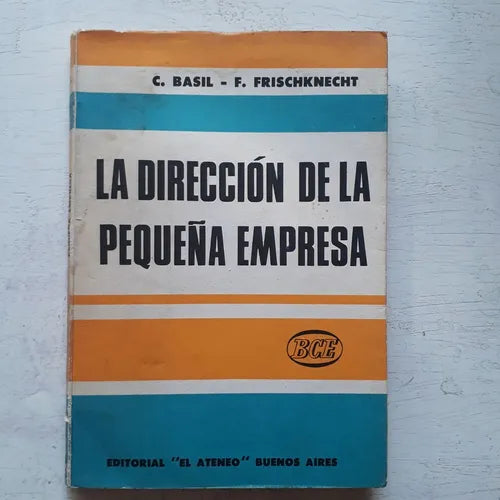 C. BASIL - F. FRISCHKNECHT
LA DIRECCIÓN DE LA
PEQUEÑA EMPRESA
BCE
EDITORIAL "EL ATENEO" BUENOS AIRES